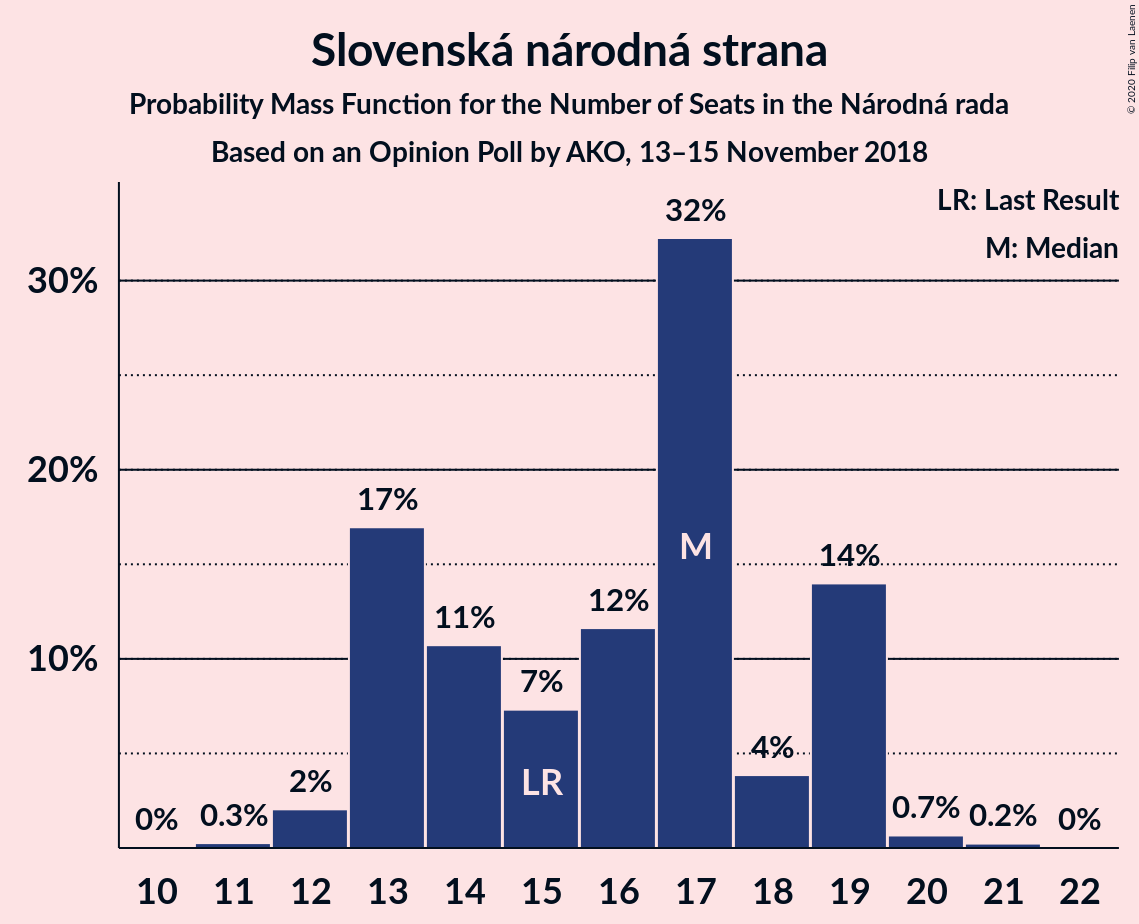 Slovenská národná strana
Probability Mass Function for the Number of Seats in the Národná rada
Based on an Opinion Poll by AKO, 13–15 November 2018
© 2020 Filip van Laenen
LR: Last Result
M: Median
30%
20%
10%
0%
0.3%
2%
17%
11%
7%
12%
32%
4%
14%
0.7%
0.2%
0%
LR
M
10 11 12 13 14 15 16 17 18 19 20 21 22